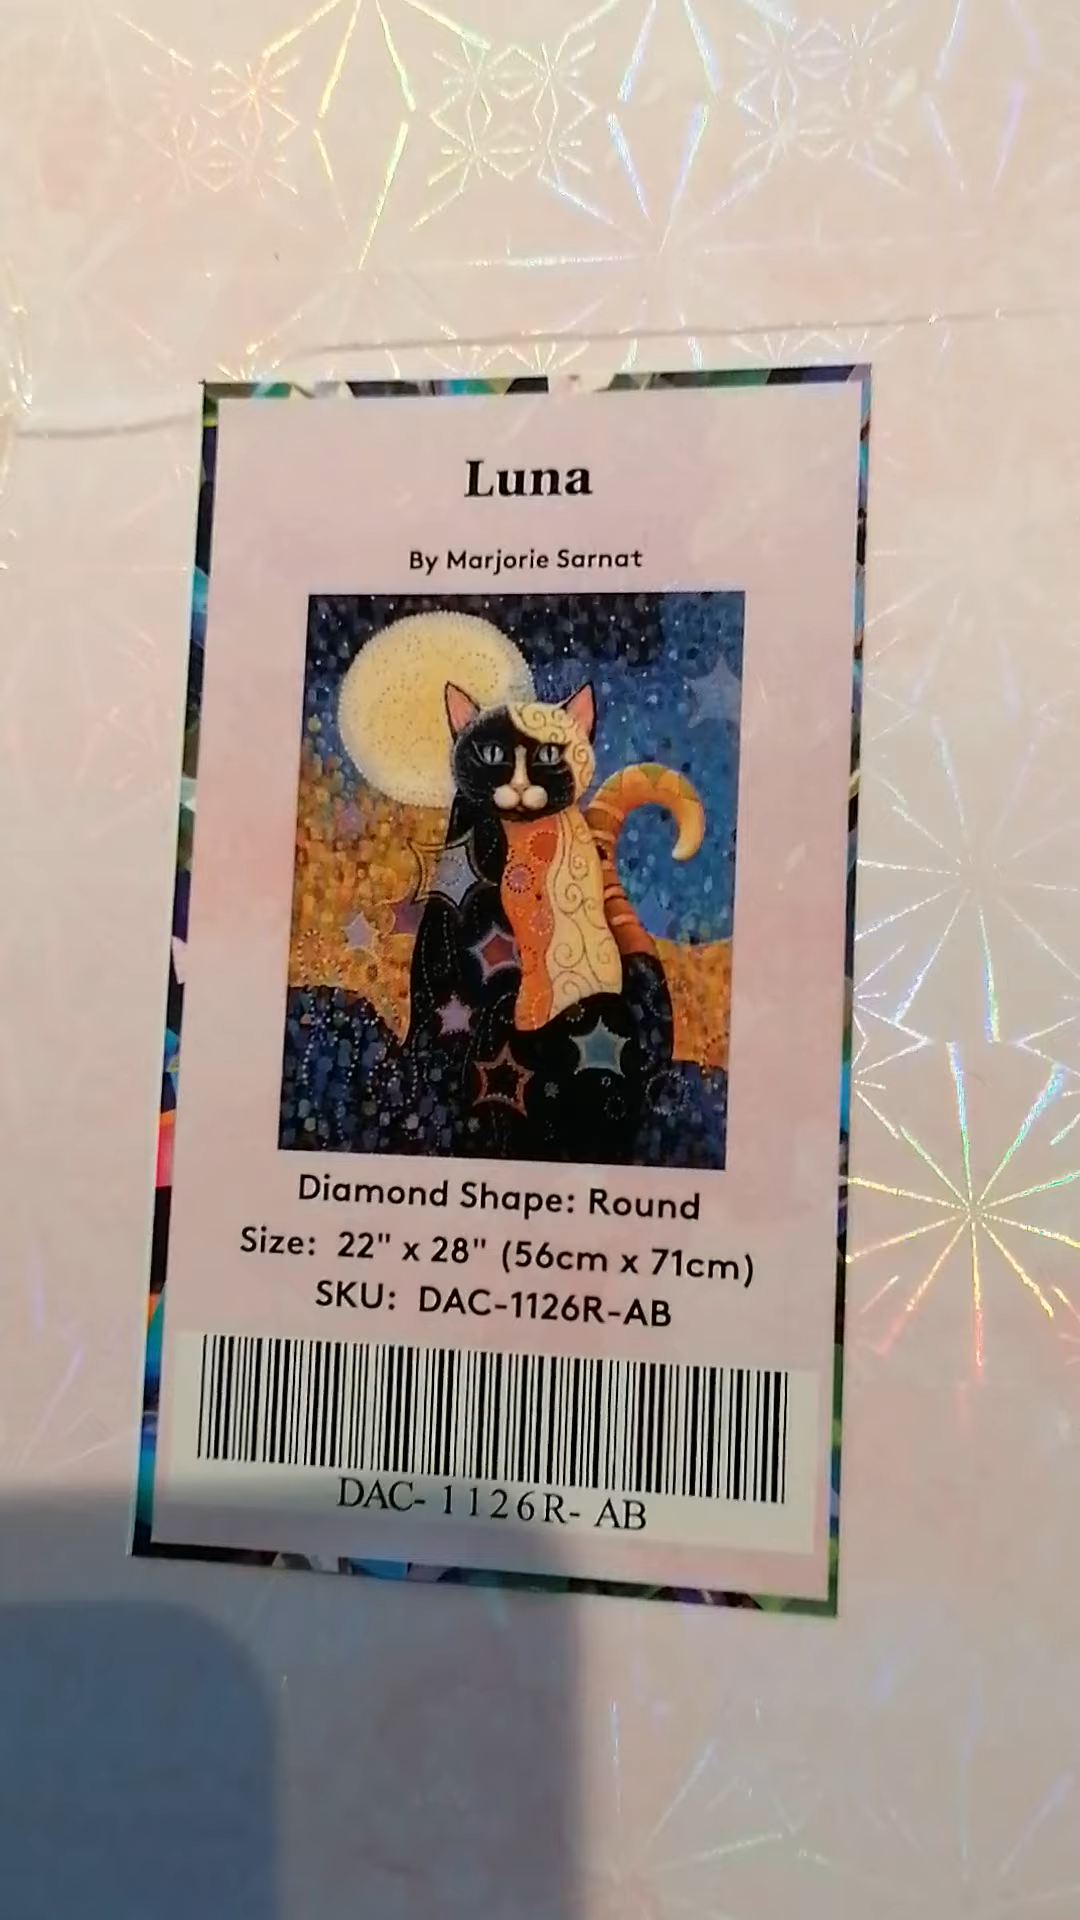 Luna
By Marjorie Sarnat
Diamond Shape: Round
Size: 22" x 28" (56cm x 71cm)
SKU: DAC-1126R-AB
DAC- 1126R- AB